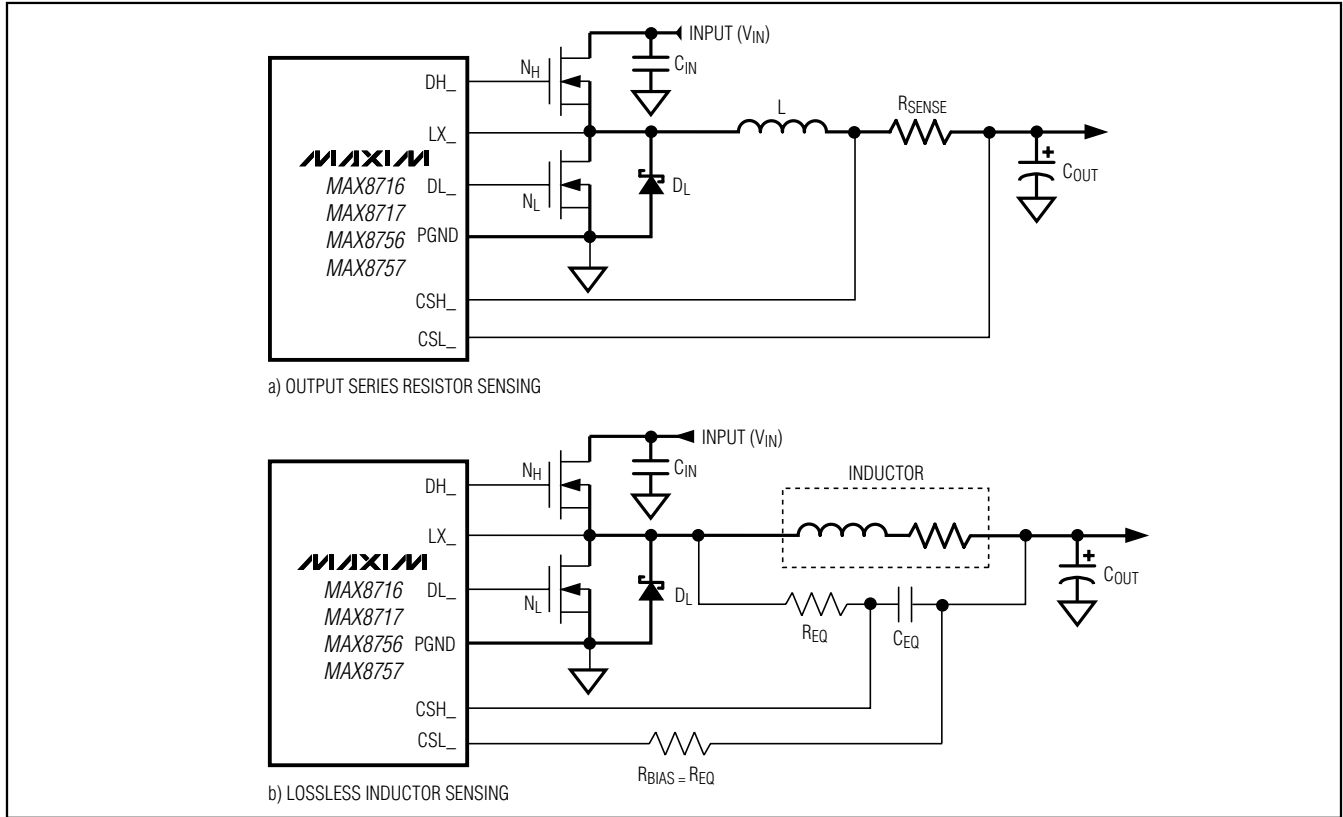 INPUT (VIN)
CIN
NH
DH_
L
RSENSE
LX_
MAXIM
MAX8716
MAX8717
MAX8756
MAX8757
DL_
NL
DL
+
COUT
PGND
CSH_
CSL_
a) OUTPUT SERIES RESISTOR SENSING
INPUT (VIN)
CIN
NH
DH_
INDUCTOR
LX_
MAXIM
MAX8716
MAX8717
MAX8756
MAX8757
DL_
NL
DL
+
COUT
REQ
CEQ
PGND
CSH_
CSL_
RBIAS = REQ
b) LOSSLESS INDUCTOR SENSING